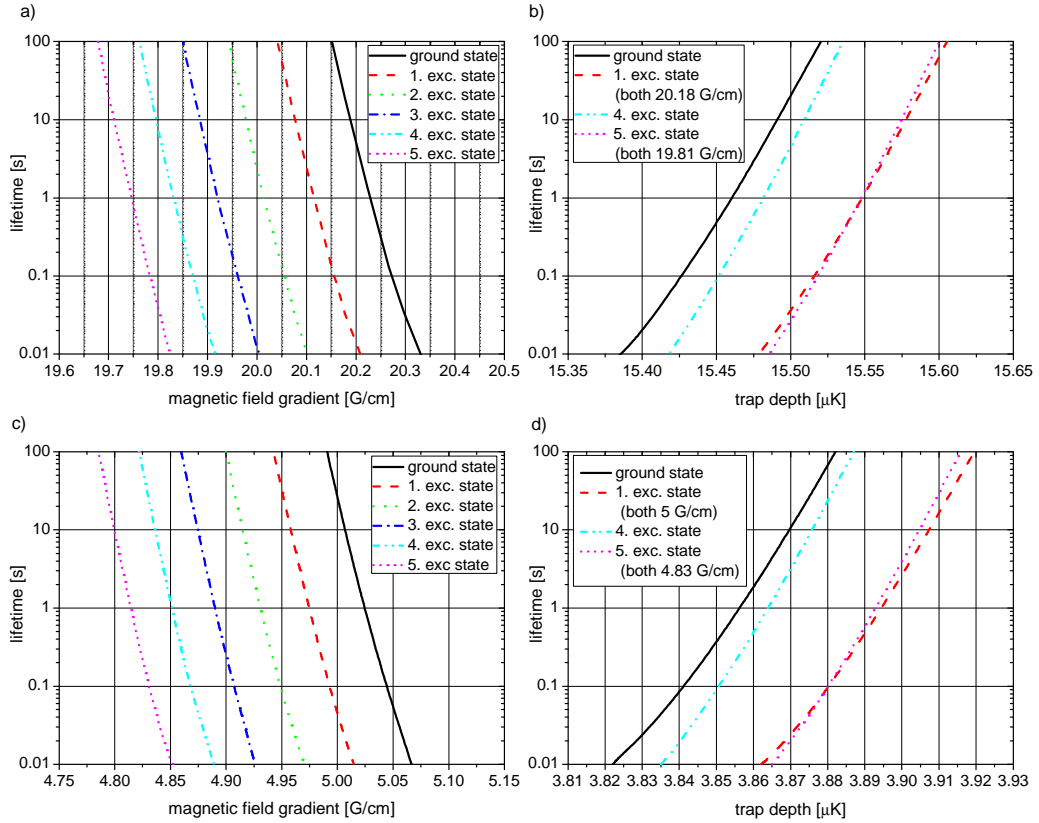 a)
100
10
1
0.1
0.01
lifetime [s]
ground state
1. exc. state
2. exc. state
3. exc. state
4. exc. state
5. exc. state
19.6 19.7 19.8 19.9 20.0 20.1 20.2 20.3 20.4 20.5
magnetic field gradient [G/cm]
b)
100
10
1
0.1
0.01
lifetime [s]
ground state
1. exc. state
(both 20.18 G/cm)
4. exc. state
5. exc. state
(both 19.81 G/cm)
15.35 15.40 15.45 15.50 15.55 15.60 15.65
trap depth [μK]
c)
100
10
1
0.1
0.01
lifetime [s]
ground state
1. exc. state
2. exc. state
3. exc. state
4. exc. state
5. exc state
4.75 4.80 4.85 4.90 4.95 5.00 5.05 5.10 5.15
magnetic field gradient [G/cm]
d)
100
10
1
0.1
0.01
lifetime [s]
ground state
1. exc. state
(both 5 G/cm)
4. exc. state
5. exc. state
(both 4.83 G/cm)
3.81 3.82 3.83 3.84 3.85 3.86 3.87 3.88 3.89 3.90 3.91 3.92 3.93
trap depth [μK]